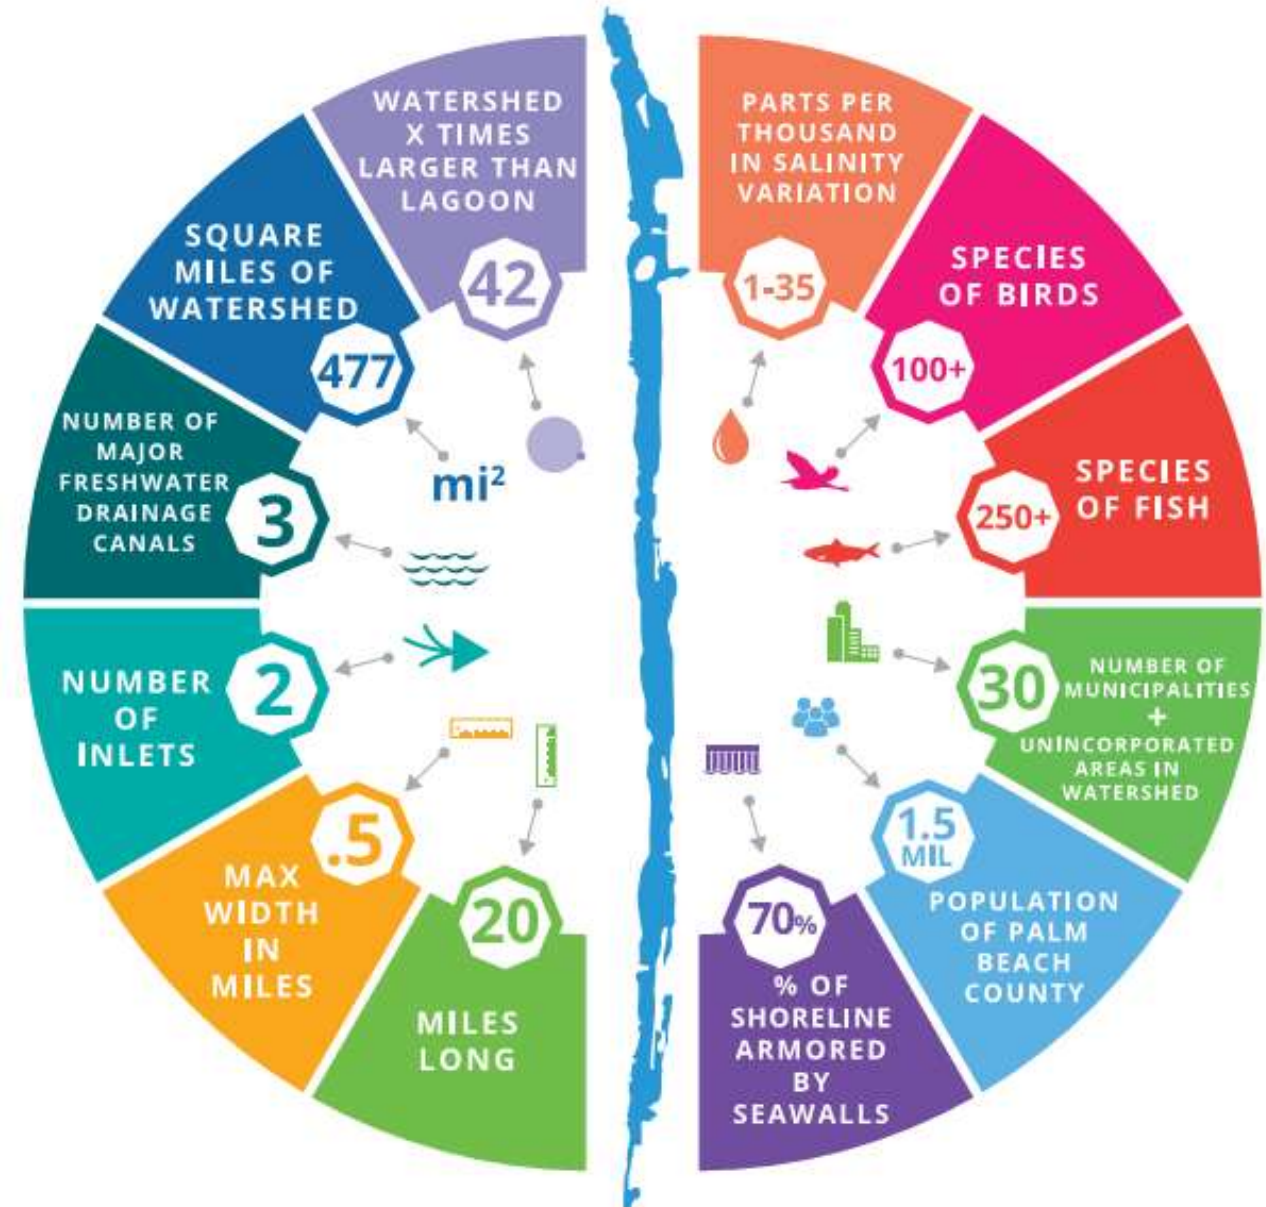 WATERSHED
X TIMES
LARGER THAN
LAGOON
42
SQUARE
MILES OF
WATERSHED
477
mi²
NUMBER OF
MAJOR
FRESHWATER
DRAINAGE
CANALS
3
NUMBER
OF
INLETS
2
MAX
WIDTH
IN
MILES
.5
20
MILES
LONG
PARTS PER
THOUSAND
IN SALINITY
VARIATION
1-35
SPECIES
OF BIRDS
100+
SPECIES
OF FISH
250+
30
NUMBER OF
MUNICIPALITIES
+
UNINCORPORATED
AREAS IN
WATERSHED
1.5
MIL
POPULATION
OF PALM
BEACH
COUNTY
70%
% OF
SHORELINE
ARMORED
BY
SEAWALLS